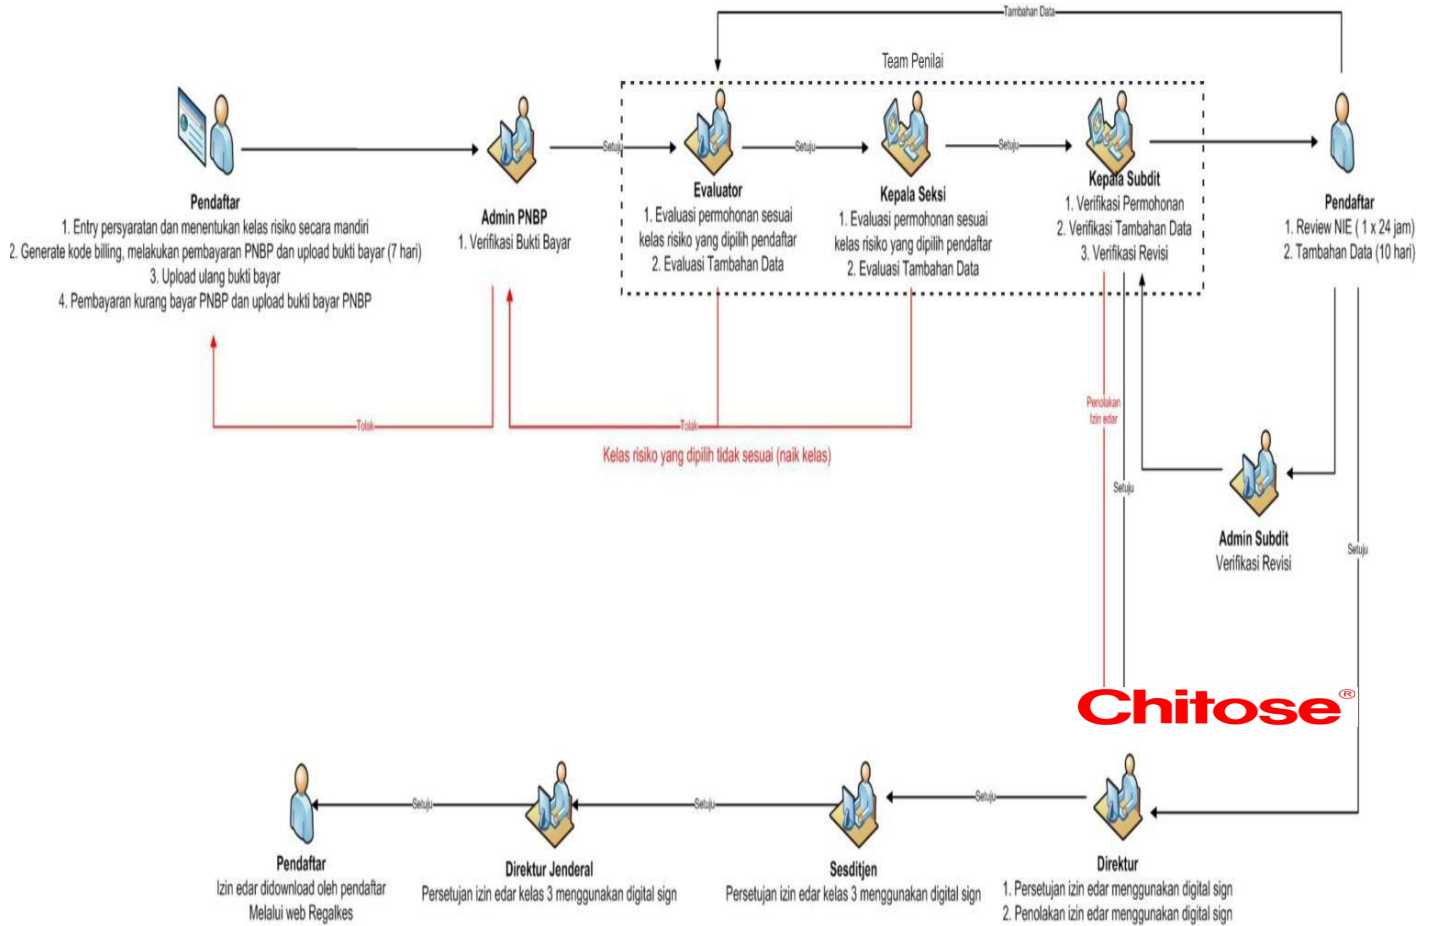 Tambahan Data
Team Penilai
Setuju
Setuju
Setuju
Pendaftar
1. Entry persyaratan dan menentukan kelas risiko secara mandiri
2. Generate kode billing, melakukan pembayaran PNBP dan upload bukti bayar (7 hari)
3. Upload ulang bukti bayar
4. Pembayaran kurang bayar PNBP dan upload bukti bayar PNBP
Admin PNBP
1. Verifikasi Bukti Bayar
Evaluator
1. Evaluasi permohonan sesuai
kelas risiko yang dipilih pendaftar
2. Evaluasi Tambahan Data
Kepala Seksi
1. Evaluasi permohonan sesuai
kelas risiko yang dipilih pendaftar
2. Evaluasi Tambahan Data
Kepala Subdit
1. Verifikasi Permohonan
2. Verifikasi Tambahan Data
3. Verifikasi Revisi
Pendaftar
1. Review NIE ( 1 x 24 jam)
2. Tambahan Data (10 hari)
Tolak
Tolak
Kelas risiko yang dipilih tidak sesuai (naik kelas)
Penolakan
Izin edar
Setuju
Admin Subdit
Verifikasi Revisi
Setuju
Chitose®
Setuju
Setuju
Setuju
Pendaftar
Izin edar didownload oleh pendaftar
Melalui web Regalkes
Direktur Jenderal
Persetujan izin edar kelas 3 menggunakan digital sign
Sesditjen
Persetujan izin edar kelas 3 menggunakan digital sign
Direktur
1. Persetujan izin edar menggunakan digital sign
2. Penolakan izin edar menggunakan digital sign